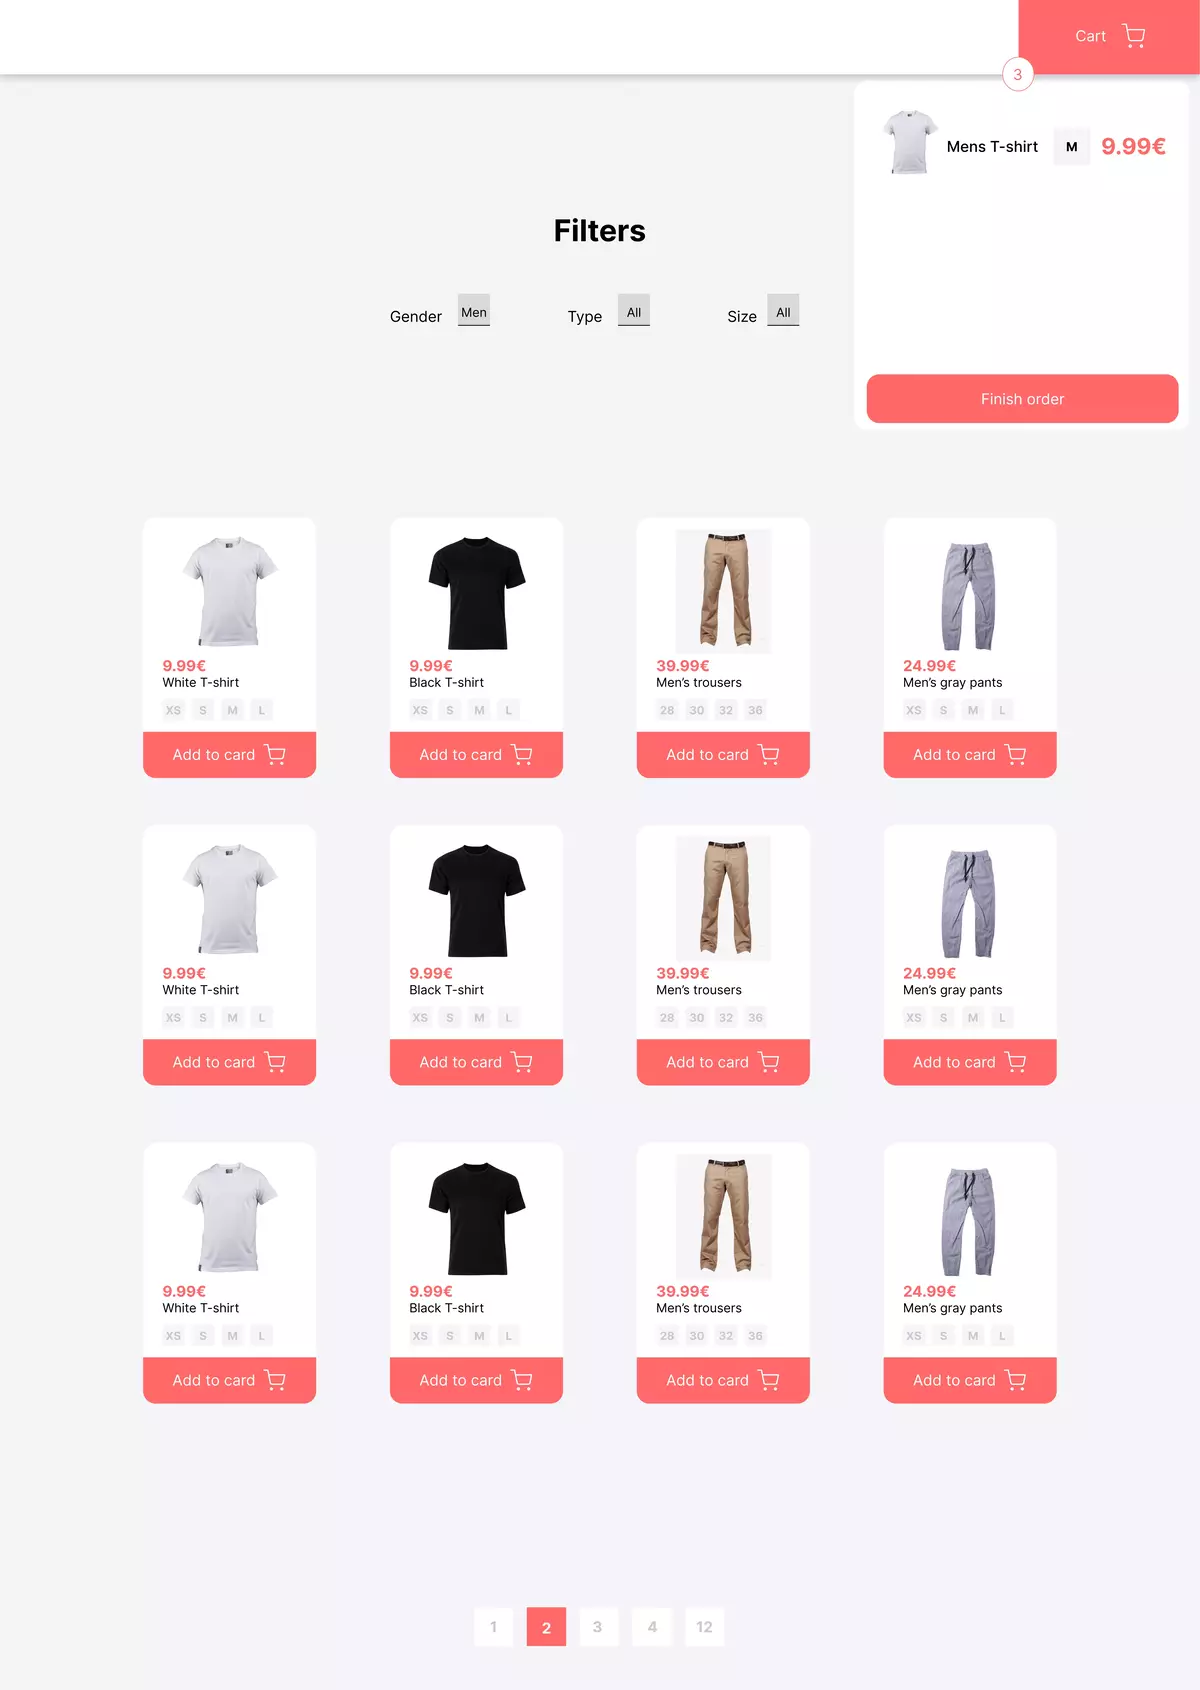 Cart
3
Mens T-shirt M 9.99€
Filters
Gender Men Type All Size All
Finish order
9.99€ 9.99€ 39.99€ 24.99€
White T-shirt Black T-shirt Men’s trousers Men’s gray pants
XS S M L XS S M L 28 30 32 36 XS S M L
Add to card Add to card Add to card Add to card
9.99€ 9.99€ 39.99€ 24.99€
White T-shirt Black T-shirt Men’s trousers Men’s gray pants
XS S M L XS S M L 28 30 32 36 XS S M L
Add to card Add to card Add to card Add to card
9.99€ 9.99€ 39.99€ 24.99€
White T-shirt Black T-shirt Men’s trousers Men’s gray pants
XS S M L XS S M L 28 30 32 36 XS S M L
Add to card Add to card Add to card Add to card
1 2 3 4 12